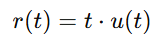 r(t) = t · u(t)